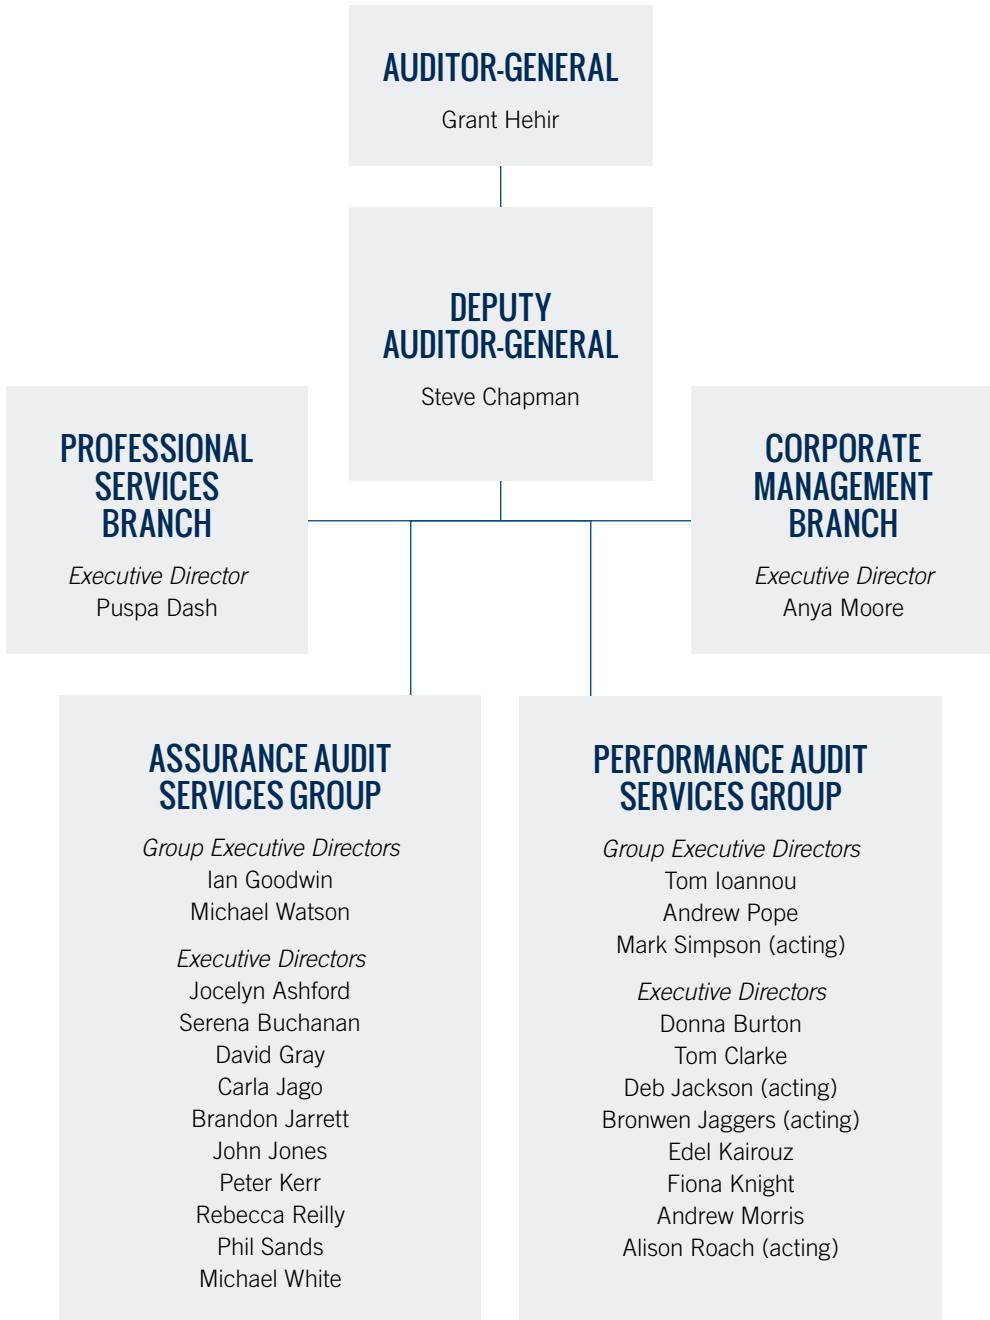 AUDITOR-GENERAL
Grant Hehir
DEPUTY
AUDITOR-GENERAL
Steve Chapman
PROFESSIONAL
SERVICES
BRANCH
Executive Director
Puspa Dash
CORPORATE
MANAGEMENT
BRANCH
Executive Director
Anya Moore
ASSURANCE AUDIT
SERVICES GROUP
Group Executive Directors
Ian Goodwin
Michael Watson
Executive Directors
Jocelyn Ashford
Serena Buchanan
David Gray
Carla Jago
Brandon Jarrett
John Jones
Peter Kerr
Rebecca Reilly
Phil Sands
Michael White
PERFORMANCE AUDIT
SERVICES GROUP
Group Executive Directors
Tom Ioannou
Andrew Pope
Mark Simpson (acting)
Executive Directors
Donna Burton
Tom Clarke
Deb Jackson (acting)
Bronwen Jaggers (acting)
Edel Kairouz
Fiona Knight
Andrew Morris
Alison Roach (acting)